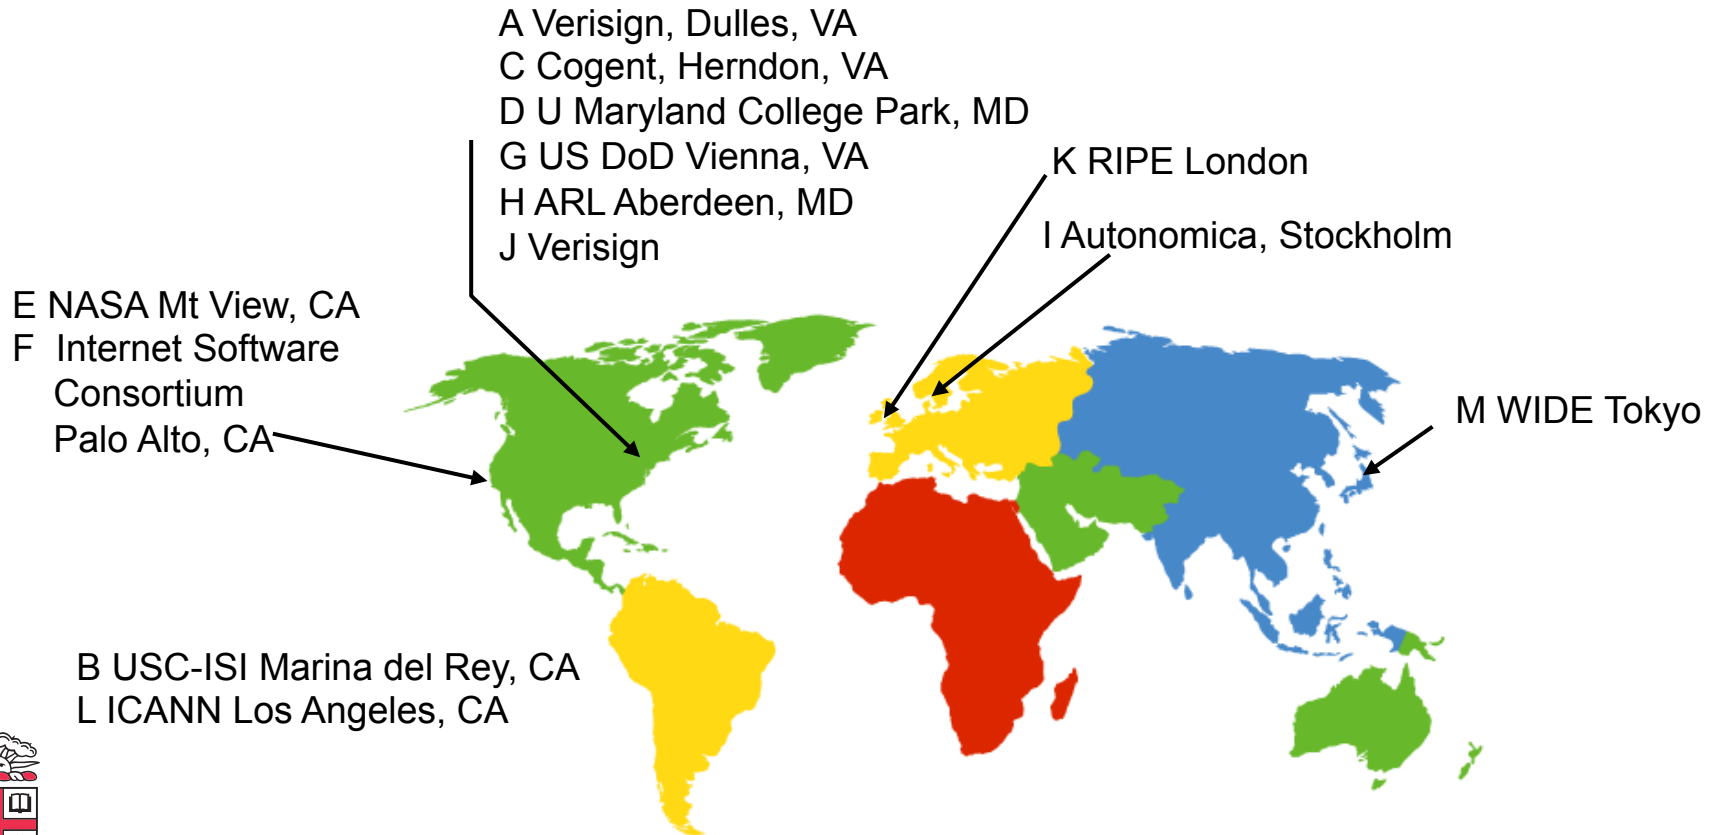 A Verisign, Dulles, VA
C Cogent, Herndon, VA
D U Maryland College Park, MD
G US DoD Vienna, VA
H ARL Aberdeen, MD
J Verisign
K RIPE London
I Autonomica, Stockholm
E NASA Mt View, CA
F Internet Software
Consortium
Palo Alto, CA
M WIDE Tokyo
B USC-ISI Marina del Rey, CA
L ICANN Los Angeles, CA